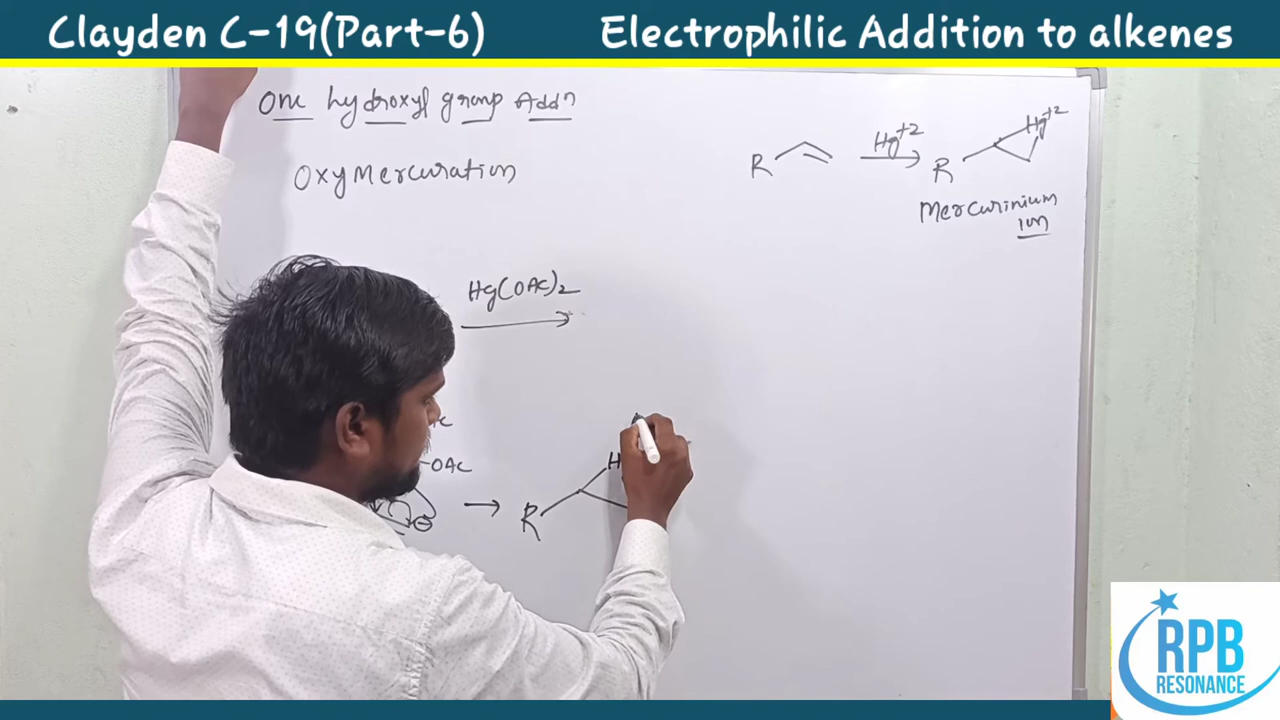 Clayden C-19(Part-6) Electrophilic Addition to alkenes
One hydroxyl group Addn
Oxymercuration
R Hg+2 R Hg+2
Mercurinium
ion
Hg(OAc)2
-OAc
R H
RPB
RESONANCE